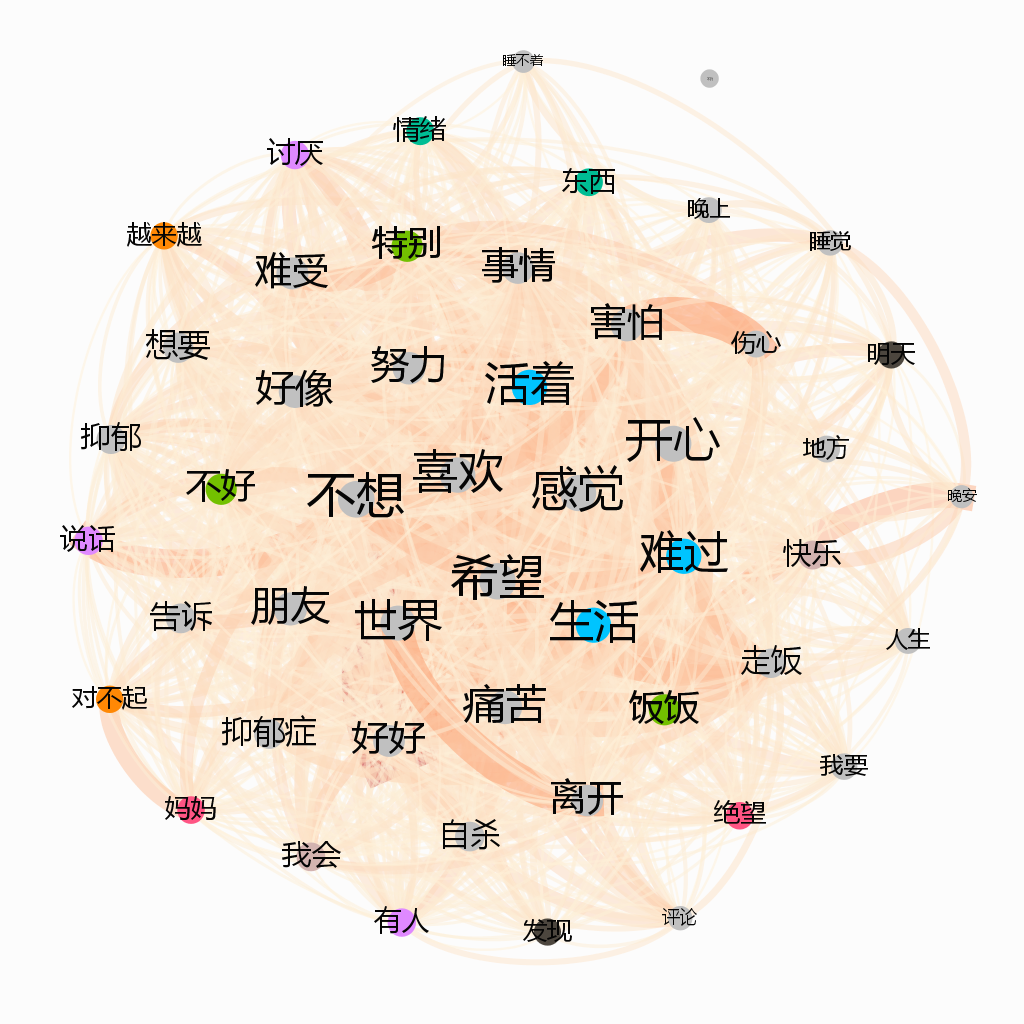 睡不着
情绪
讨厌
东西
晚上
越来越
特别
睡觉
难受
事情
害怕
想要
伤心
明天
努力
好像
活着
抑郁
开心
地方
喜欢
不好
不想
感觉
晚安
说话
难过
快乐
希望
朋友
告诉
世界
生活
人生
走饭
对不起
痛苦
饭饭
抑郁症
好好
我要
离开
妈妈
绝望
自杀
我会
有人
评论
发现